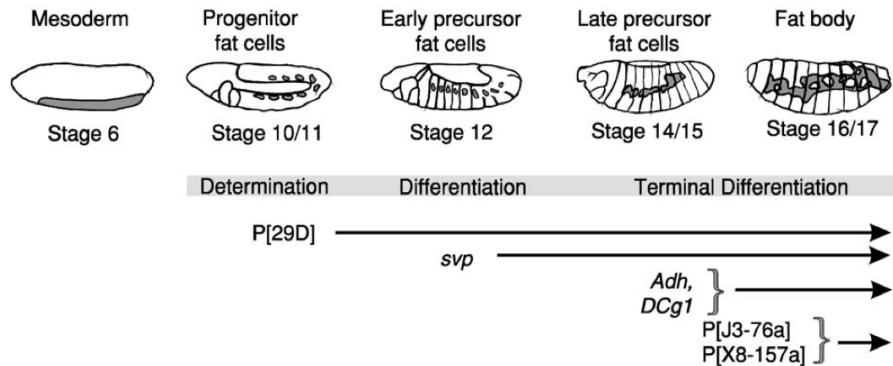 Mesoderm
Progenitor
fat cells
Early precursor
fat cells
Late precursor
fat cells
Fat body
Stage 6
Stage 10/11
Stage 12
Stage 14/15
Stage 16/17
Determination
Differentiation
Terminal Differentiation
P[29D]
svp
Adh,
DCg1
P[J3-76a]
P[X8-157a]